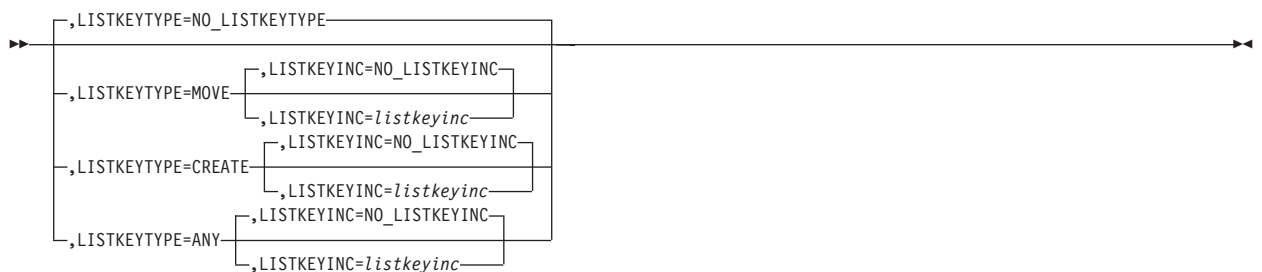 ,LISTKEYTYPE=NO_LISTKEYTYPE
,LISTKEYINC=NO_LISTKEYINC
,LISTKEYTYPE=MOVE
,LISTKEYINC=listkeyinc
,LISTKEYINC=NO_LISTKEYINC
,LISTKEYTYPE=CREATE
,LISTKEYINC=listkeyinc
,LISTKEYINC=NO_LISTKEYINC
,LISTKEYTYPE=ANY
,LISTKEYINC=listkeyinc